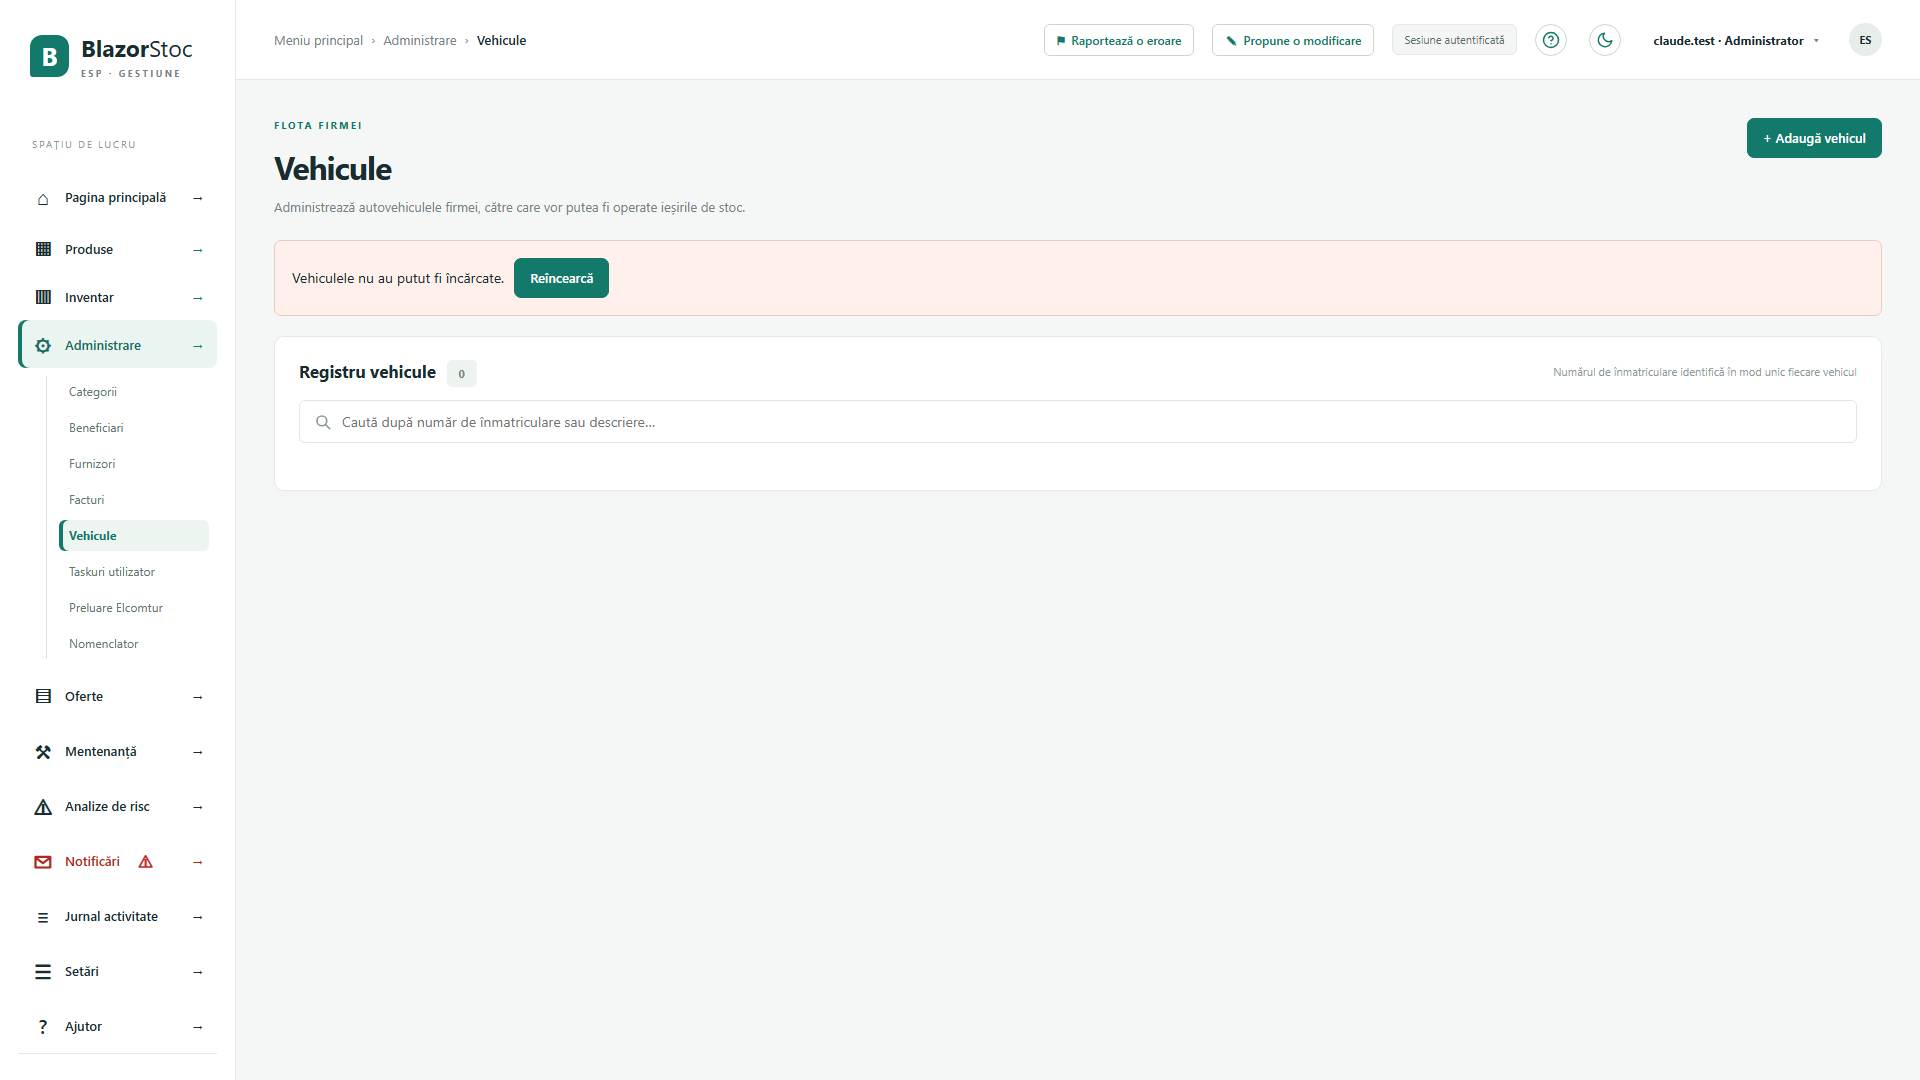 B
BlazorStoc
ESP · GESTIUNE
SPAȚIU DE LUCRU
Pagina principală →
Produse →
Inventar →
Administrare →
Categorii
Beneficiari
Furnizori
Facturi
Vehicule
Taskuri utilizator
Preluare Elcomtur
Nomenclator
Oferte →
Mentenanță →
Analize de risc →
Notificări →
Jurnal activitate →
Setări →
? Ajutor →
Meniu principal › Administrare › Vehicule
Raportează o eroare
Propune o modificare
Sesiune autentificată
claude.test · Administrator
ES
FLOTA FIRMEI
Vehicule
Administrează autovehiculele firmei, către care vor putea fi operate ieșirile de stoc.
+ Adaugă vehicul
Vehiculele nu au putut fi încărcate. Reîncearcă
Registru vehicule 0
Numărul de înmatriculare identifică în mod unic fiecare vehicul
Caută după număr de înmatriculare sau descriere...